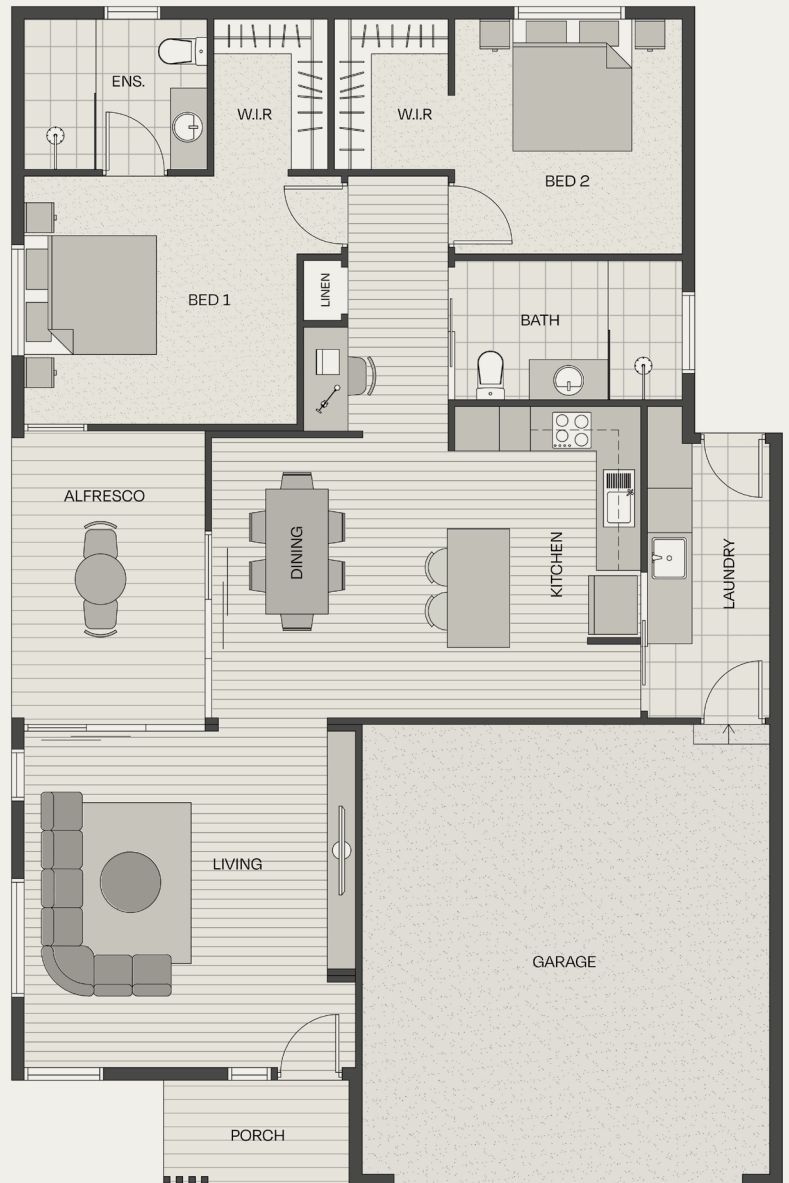 ENS.
W.I.R
W.I.R
BED 2
BED 1
LINEN
BATH
ALFRESCO
DINING
KITCHEN
LAUNDRY
LIVING
GARAGE
PORCH